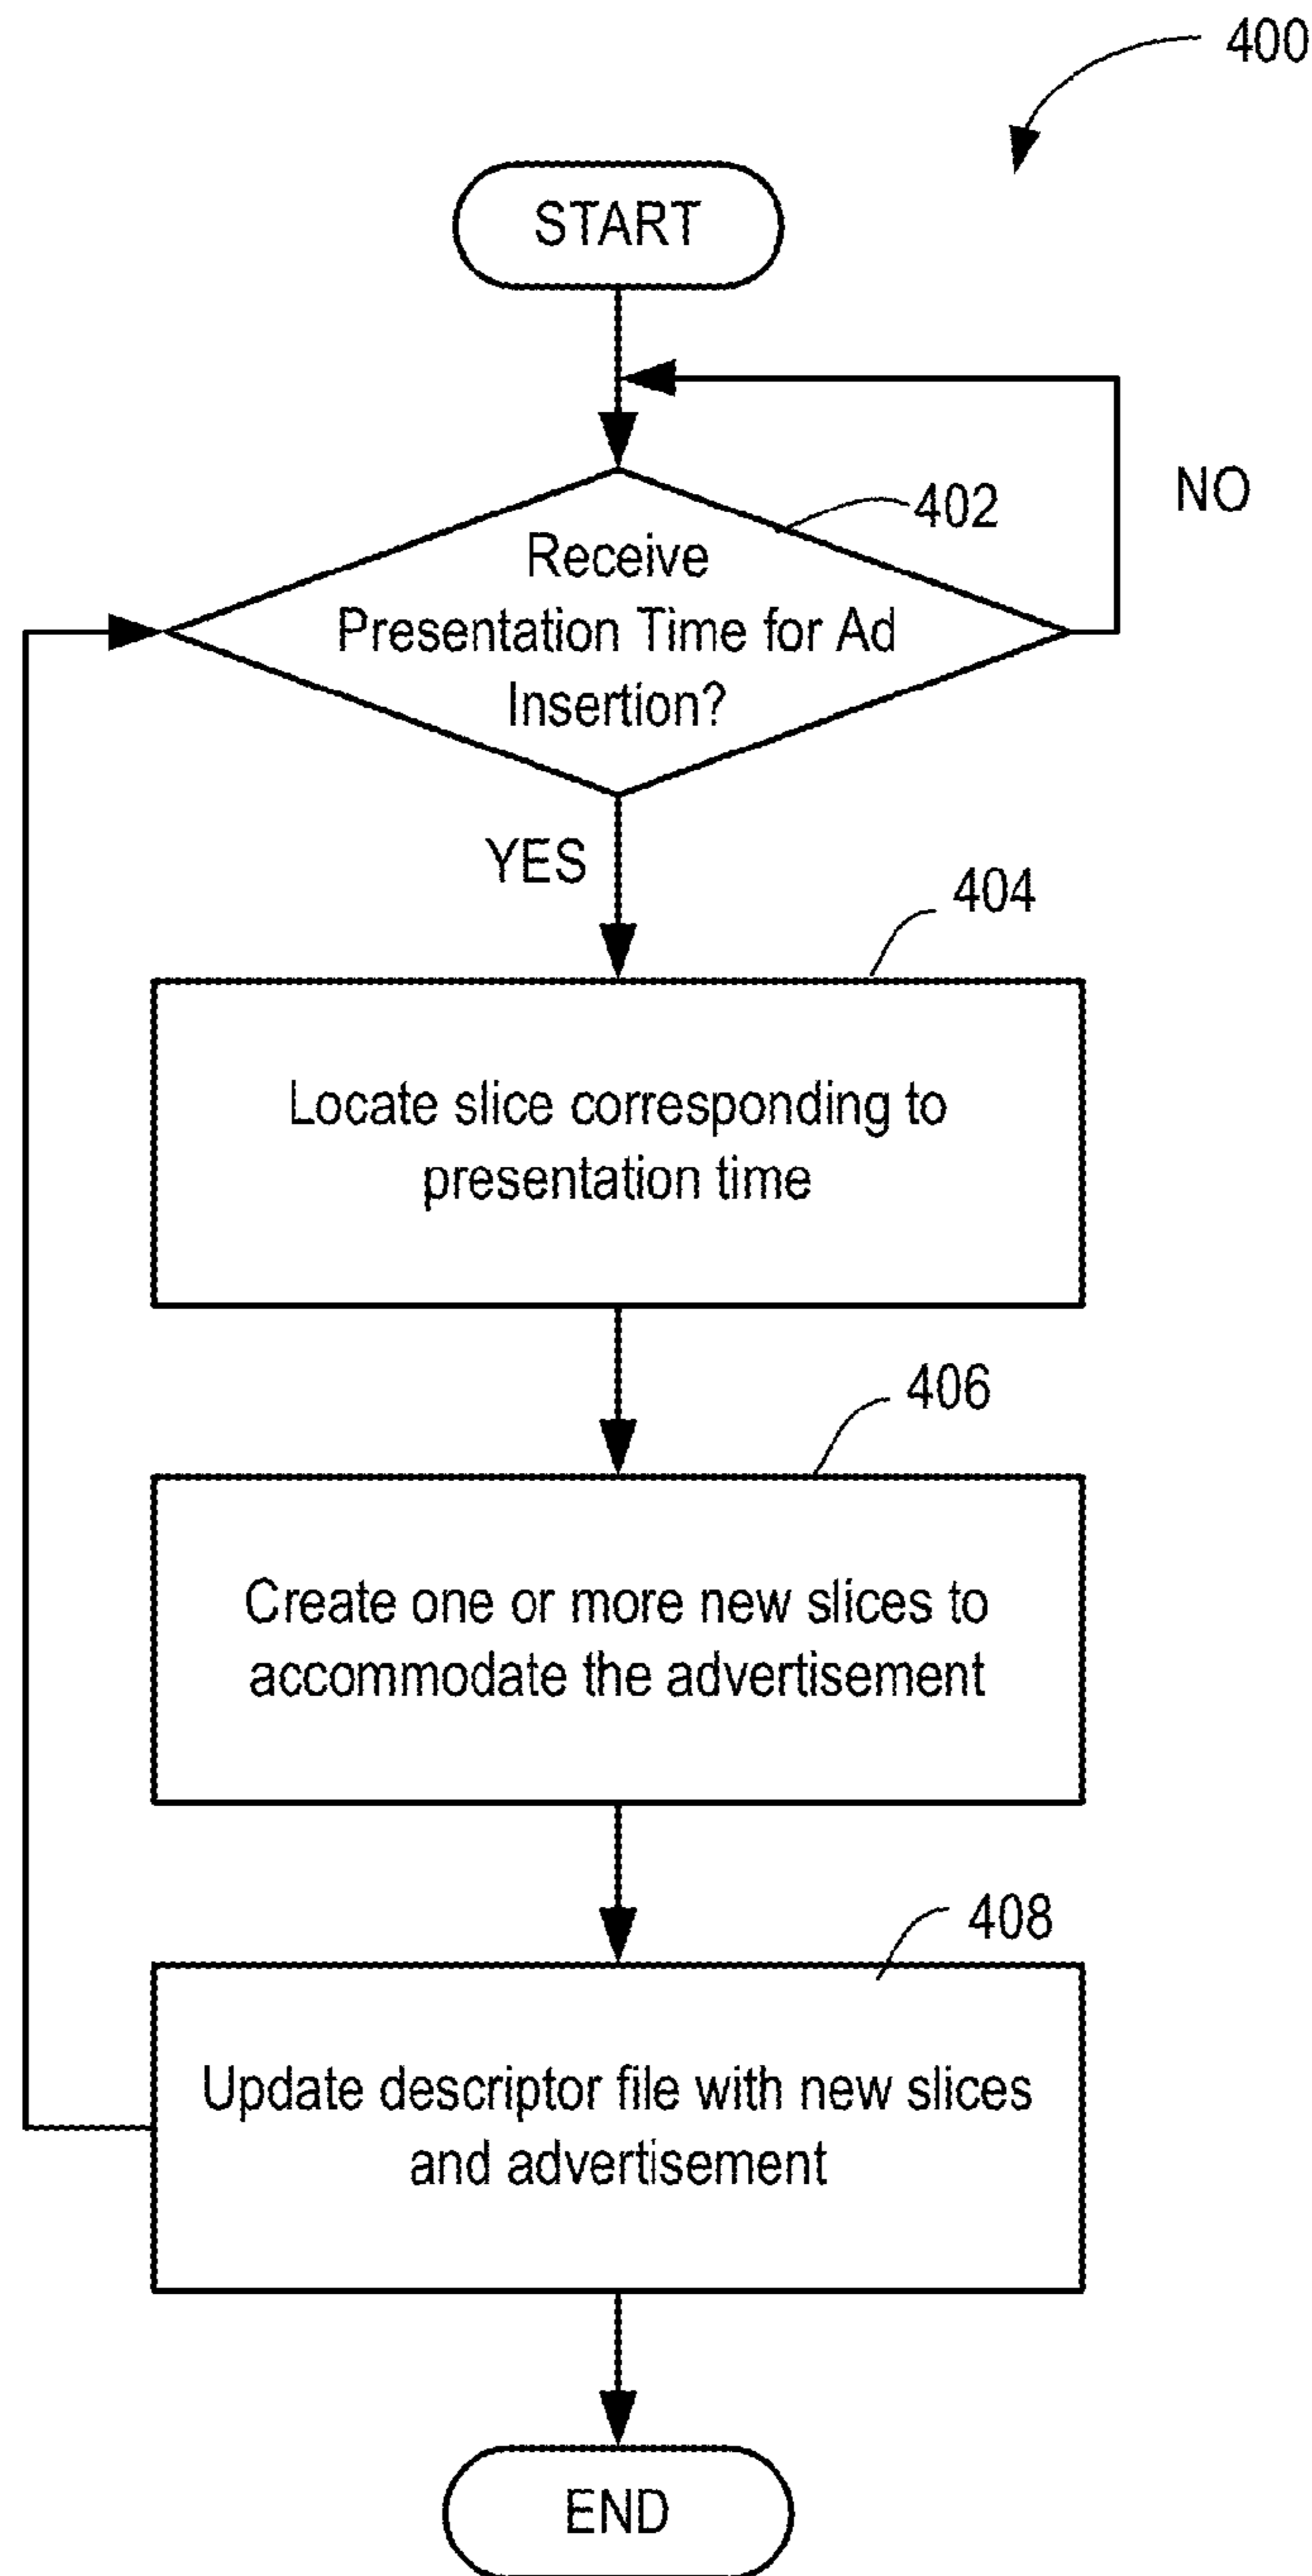 400
START
NO
402
Receive
Presentation Time for Ad
Insertion?
YES
404
Locate slice corresponding to
presentation time
406
Create one or more new slices to
accommodate the advertisement
408
Update descriptor file with new slices
and advertisement
END